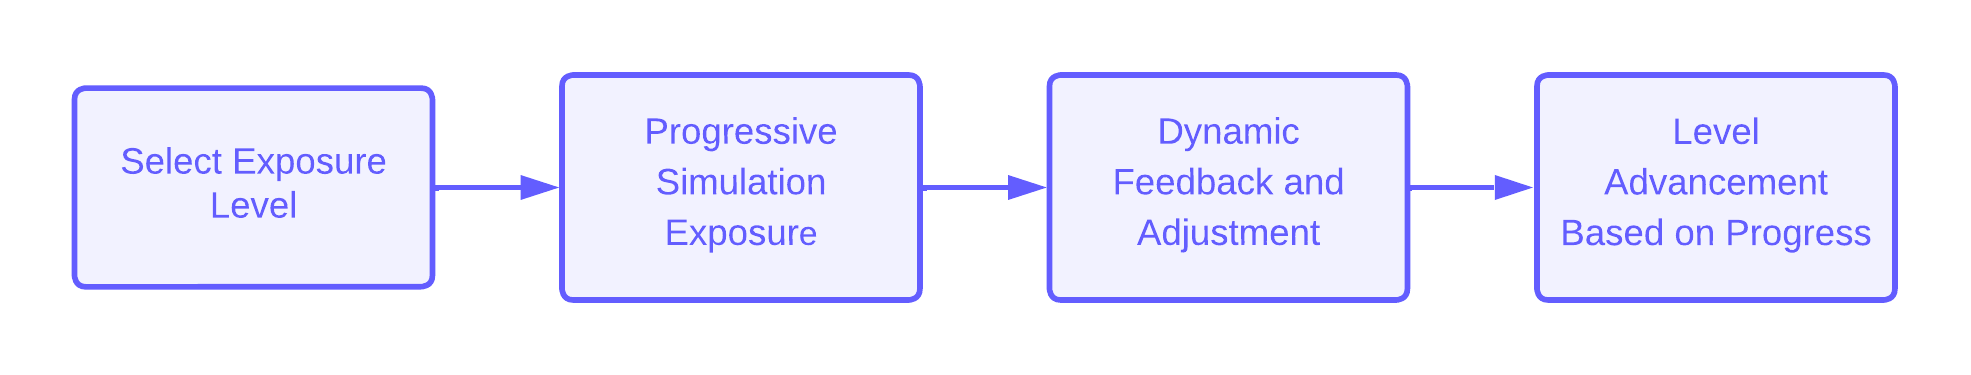 Select Exposure
Level
Progressive
Simulation
Exposure
Dynamic
Feedback and
Adjustment
Level
Advancement
Based on Progress